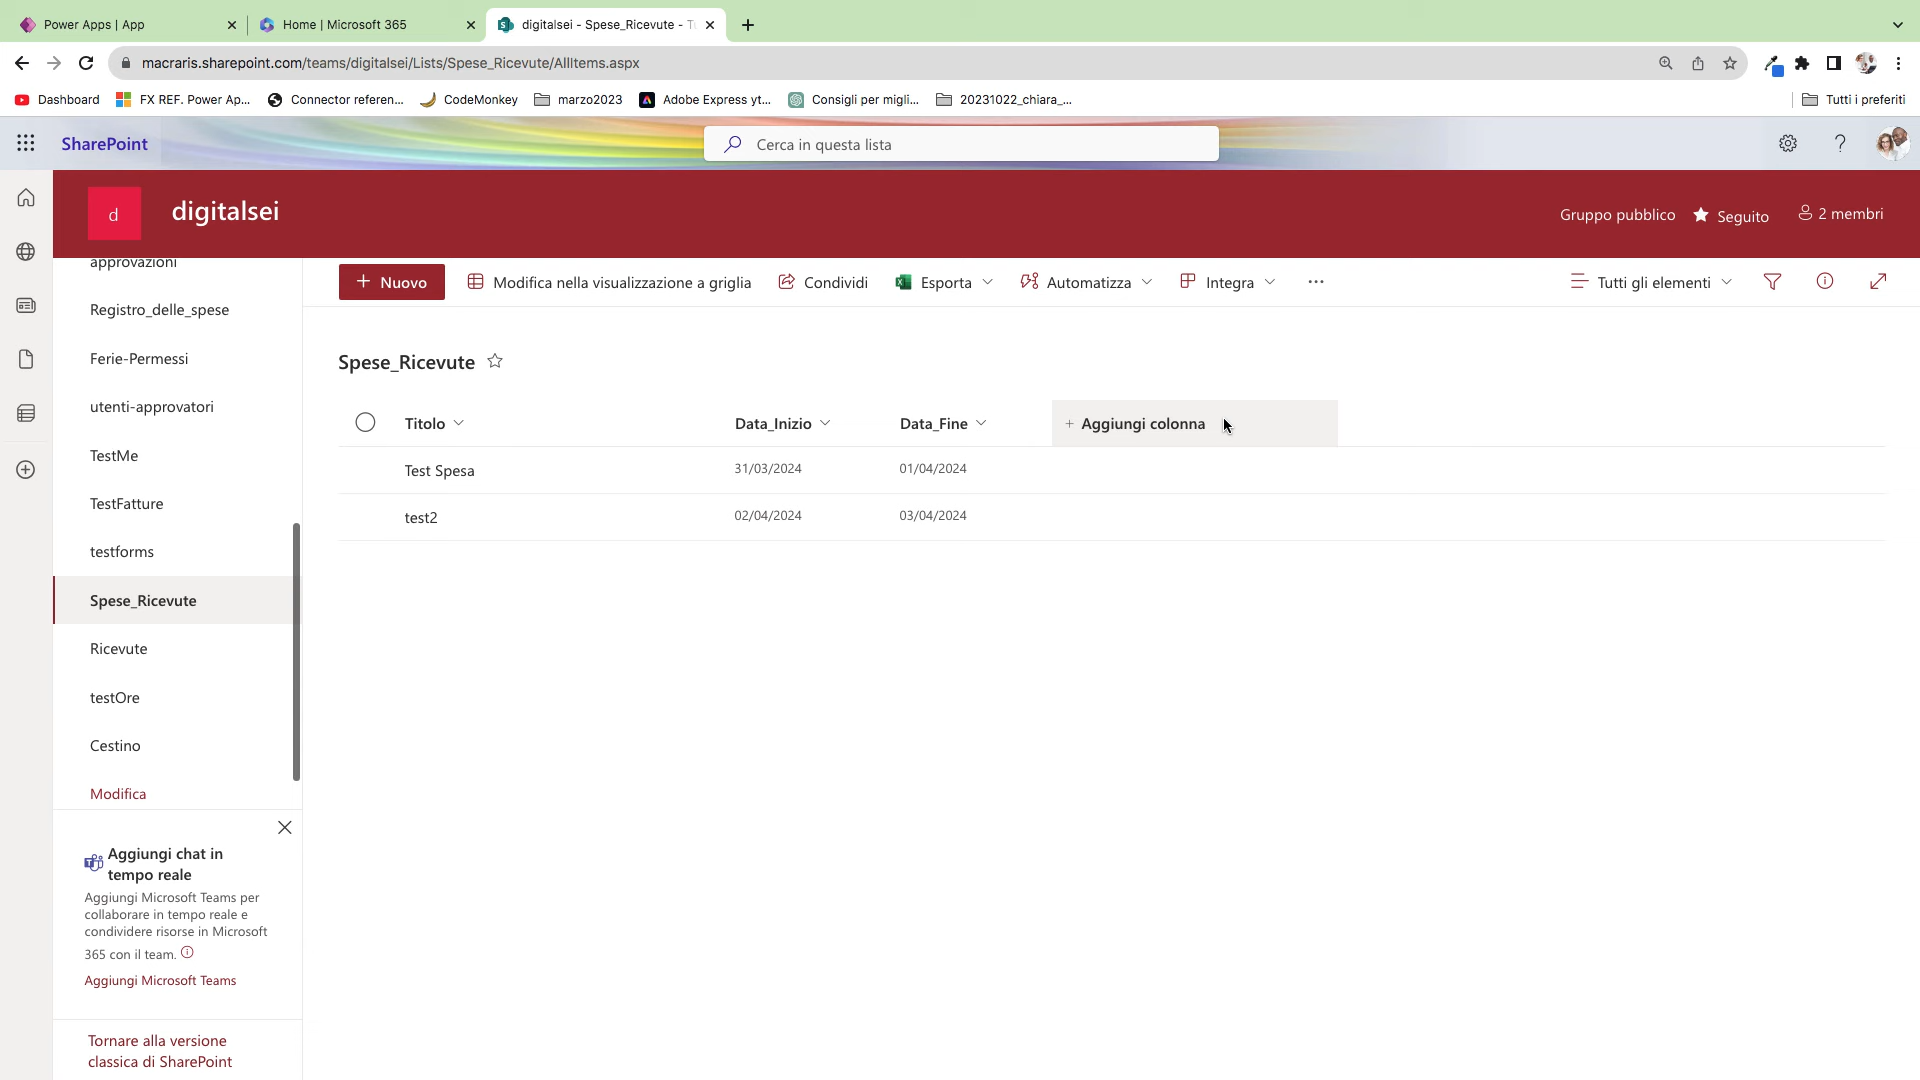 Power Apps | App
Home | Microsoft 365
digitalsei - Spese_Ricevute - Tu
macraris.sharepoint.com/teams/digitalsei/Lists/Spese_Ricevute/AllItems.aspx
Dashboard
FX REF. Power Ap...
Connector referen...
CodeMonkey
marzo2023
Adobe Express yt...
Consigli per migli...
20231022_chiara_...
Tutti i preferiti
SharePoint
Cerca in questa lista
?
d
digitalsei
Gruppo pubblico
Seguito
2 membri
approvazioni
Registro_delle_spese
Ferie-Permessi
utenti-approvatori
TestMe
TestFatture
testforms
Spese_Ricevute
Ricevute
testOre
Cestino
Modifica
Aggiungi chat in
tempo reale
Aggiungi Microsoft Teams per
collaborare in tempo reale e
condividere risorse in Microsoft
365 con il team.
Aggiungi Microsoft Teams
Tornare alla versione
classica di SharePoint
+ Nuovo
Modifica nella visualizzazione a griglia
Condividi
Esporta
Automatizza
Integra
...
Tutti gli elementi
Spese_Ricevute
Titolo
Data_Inizio
Data_Fine
+ Aggiungi colonna
Test Spesa
31/03/2024
01/04/2024
test2
02/04/2024
03/04/2024